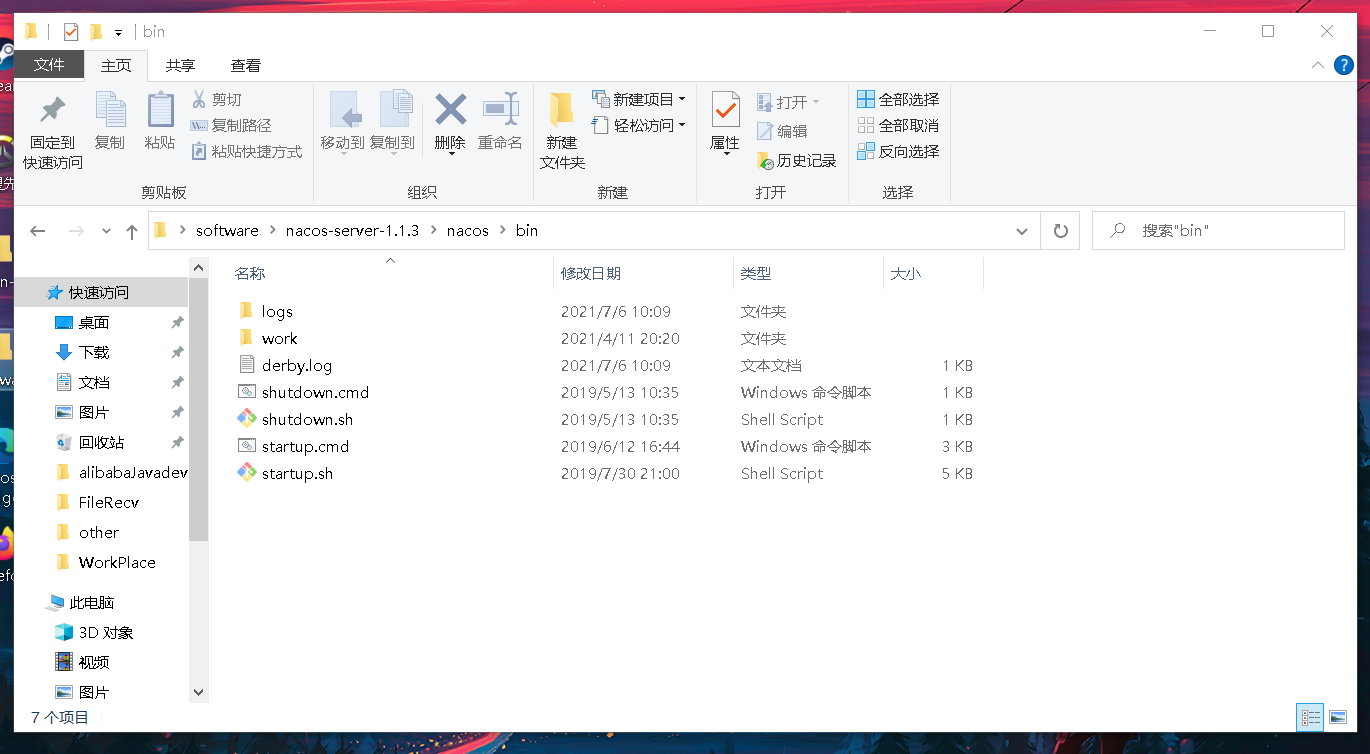 bin
文件 主页 共享 查看
固定到
快速访问
复制
粘贴
剪切
复制路径
粘贴快捷方式
剪贴板
移动到 复制到
删除
重命名
组织
新建
文件夹
新建项目
轻松访问
新建
属性
打开
编辑
历史记录
打开
全部选择
全部取消
反向选择
选择
software nacos-server-1.1.3 nacos bin
搜索"bin"
快速访问
桌面
下载
文档
图片
回收站
alibabaJavadev
FileRecv
other
WorkPlace
此电脑
3D 对象
视频
图片
名称 修改日期 类型 大小
logs 2021/7/6 10:09 文件夹
work 2021/4/11 20:20 文件夹
derby.log 2021/7/6 10:09 文本文档 1 KB
shutdown.cmd 2019/5/13 10:35 Windows 命令脚本 1 KB
shutdown.sh 2019/5/13 10:35 Shell Script 1 KB
startup.cmd 2019/6/12 16:44 Windows 命令脚本 3 KB
startup.sh 2019/7/30 21:00 Shell Script 5 KB
7 个项目